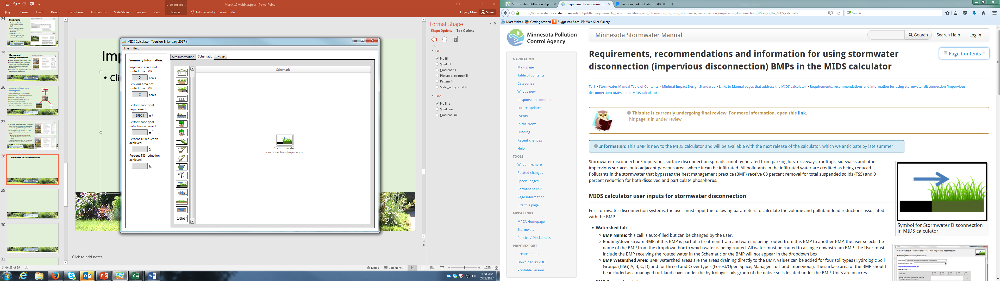 March 15 webinar.pptx - PowerPoint
Drawing Tools
File
Home
Insert
Design
Transitions
Animations
Slide Show
Review
View
Format
Tell me what you want to do...
Trojan, Mike
Share
24
Pond inputs
25
Harvest and
reuse/Cistern inputs
26
Example – cistern used
for irrigation
27
28
Impervious disconnection BMP
29
30
31
Imp
• Cli
Click to add notes
Slide 28 of 39
Notes
Comments
103%
MIDS Calculator ( Version 3: January 2017 )
File
Help
Summary Information:
Impervious area not
routed to a BMP
5 acres
Pervious area not
routed to a BMP
2 acres
Performance goal
requirement
19965 ft³
Performance goal
reduction achieved
ft³
Percent TP reduction
achieved
%
Percent TSS reduction
achieved
%
Site Information
Schematic
Results
Schematic
1 - Stormwater
disconnection (Impervious
Other
Format Shape
Shape Options
Text Options
Fill
No fill
Solid fill
Gradient fill
Picture or texture fill
Pattern fill
Slide background fill
Line
No line
Solid line
Gradient line
11:51 AM
2/23/2017
Stormwater infiltration at p...
Requirements, recommen...
Pandora Radio - Listen ...
https://stormwater.pca.state.mn.us/index.php?title=Requirements,_recommendations_and_information_for_using_stormwater_disconnection_(impervious_disconnection)_BMPs_in_the_MIDS_calculator
Search
Most Visited
Getting Started
Suggested Sites
Web Slice Gallery
Minnesota Pollution
Control Agency
Minnesota Stormwater Manual
Search
Search Help
Log in
NAVIGATION
Main page
Table of contents
Categories
What's new
Response to comments
Future updates
Events
In the News
Funding
Recent changes
Help
TOOLS
What links here
Related changes
Special pages
Permanent link
Page information
Cite this page
MPCA LINKS
MPCA Homepage
Stormwater
Policies / Disclaimers
PRINT/EXPORT
Create a book
Download as PDF
Printable version
Requirements, recommendations and information for using stormwater
disconnection (impervious disconnection) BMPs in the MIDS calculator
Page Contents
Turf > Stormwater Manual Table of Contents > Minimal Impact Design Standards > Links to Manual pages that address the MIDS calculator > Requirements, recommendations and information for using stormwater disconnection (impervious
disconnection) BMPs in the MIDS calculator
This site is currently undergoing final review. For more information, open this link.
This page is in under review
Information: This BMP is new to the MIDS calculator and will be available with the next release of the calculator, which we anticipate by late summer
Stormwater disconnection/Impervious surface disconnection spreads runoff generated from parking lots, driveways, rooftops, sidewalks and other
impervious surfaces onto adjacent pervious areas where it can be infiltrated. All pollutants in the infiltrated water are credited as being reduced.
Pollutants in the stormwater that bypasses the best management practice (BMP) receive 68 percent removal for total suspended solids (TSS) and 0
percent reduction for both dissolved and particulate phosphorus.
Symbol for Stormwater Disconnection
in MIDS calculator
MIDS calculator user inputs for stormwater disconnection
For stormwater disconnection systems, the user must input the following parameters to calculate the volume and pollutant load reductions associated
with the BMP.
• Watershed tab
BMP Name: this cell is auto-filled but can be changed by the user.
Routing/downstream BMP: if this BMP is part of a treatment train and water is being routed from this BMP to another BMP, the user selects the
name of the BMP from the dropdown box to which water is being routed. All water must be routed to a single downstream BMP. The User must
include the BMP receiving the routed water in the Schematic or the BMP will not appear in the dropdown box.
BMP Watershed Area: BMP watershed areas are the areas draining directly to the BMP. Values can be added for four soil types (Hydrologic Soil
Groups (HSG) A, B, C, D) and for three Land Cover types (Forest/Open Space, Managed Turf and impervious). The surface area of the BMP should
be included as a managed turf land cover under the hydrologic soils group of the native soils located under the BMP. Units are in acres.
BMP Properties: 1 - Stormwater disconnection (Impervious disconnection)